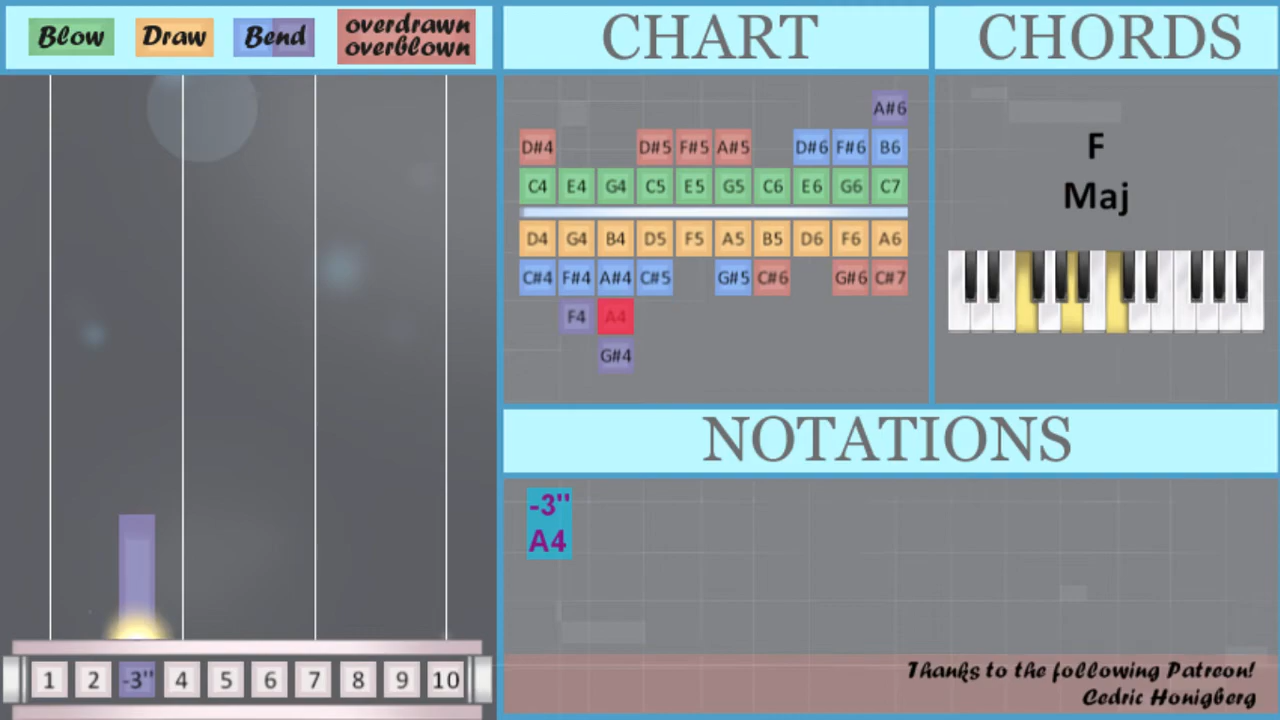 Blow Draw Bend overdrawn
overblown
CHART
CHORDS
A#6
D#4 D#5 F#5 A#5 D#6 F#6 B6
C4 E4 G4 C5 E5 G5 C6 E6 G6 C7
D4 G4 B4 D5 F5 A5 B5 D6 F6 A6
C#4 F#4 A#4 C#5 G#5 C#6 G#6 C#7
F4 A4
G#4
F
Maj
NOTATIONS
-3"
A4
1 2 -3" 4 5 6 7 8 9 10
Thanks to the following Patreon!
Cedric Honigberg